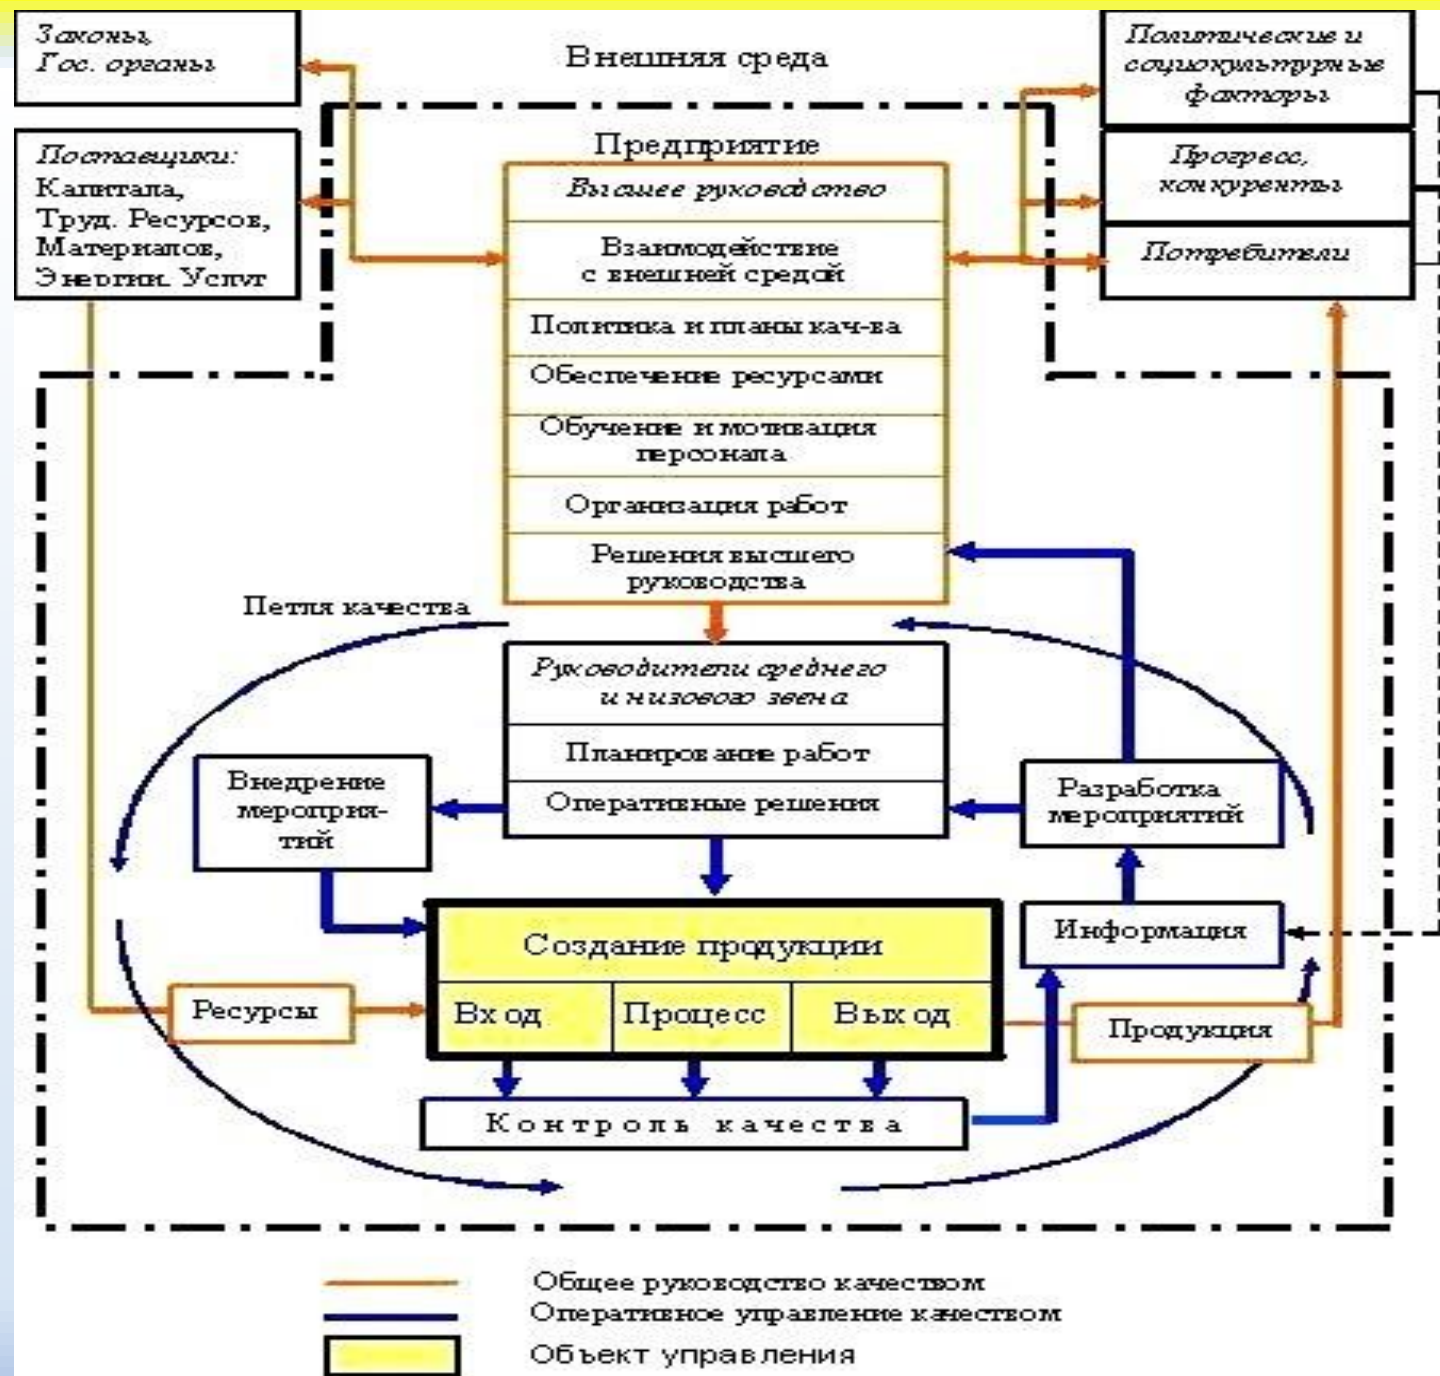 Законы,
Гос. органы
Внешняя среда
Политические и
социокультурные
факторы
Поставщики:
Капитала,
Труд. Ресурсов,
Материалов,
Энергии. Услуг
Прогресс,
конкуренты
Потребители
Предприятие
Высшее руководство
Взаимодействие
с внешней средой
Политика и планы кач-ва
Обеспечение ресурсами
Обучение и мотивация
персонала
Организация работ
Решения высшего
руководства
Петля качества
Руководители среднего
и низового звена
Планирование работ
Оперативные решения
Внедрение
мероприя-
тий
Разработка
мероприятий
Информация
Создание продукции
Вход
Процесс
Выход
Ресурсы
Продукция
Контроль качества
Общее руководство качеством
Оперативное управление качеством
Объект управления